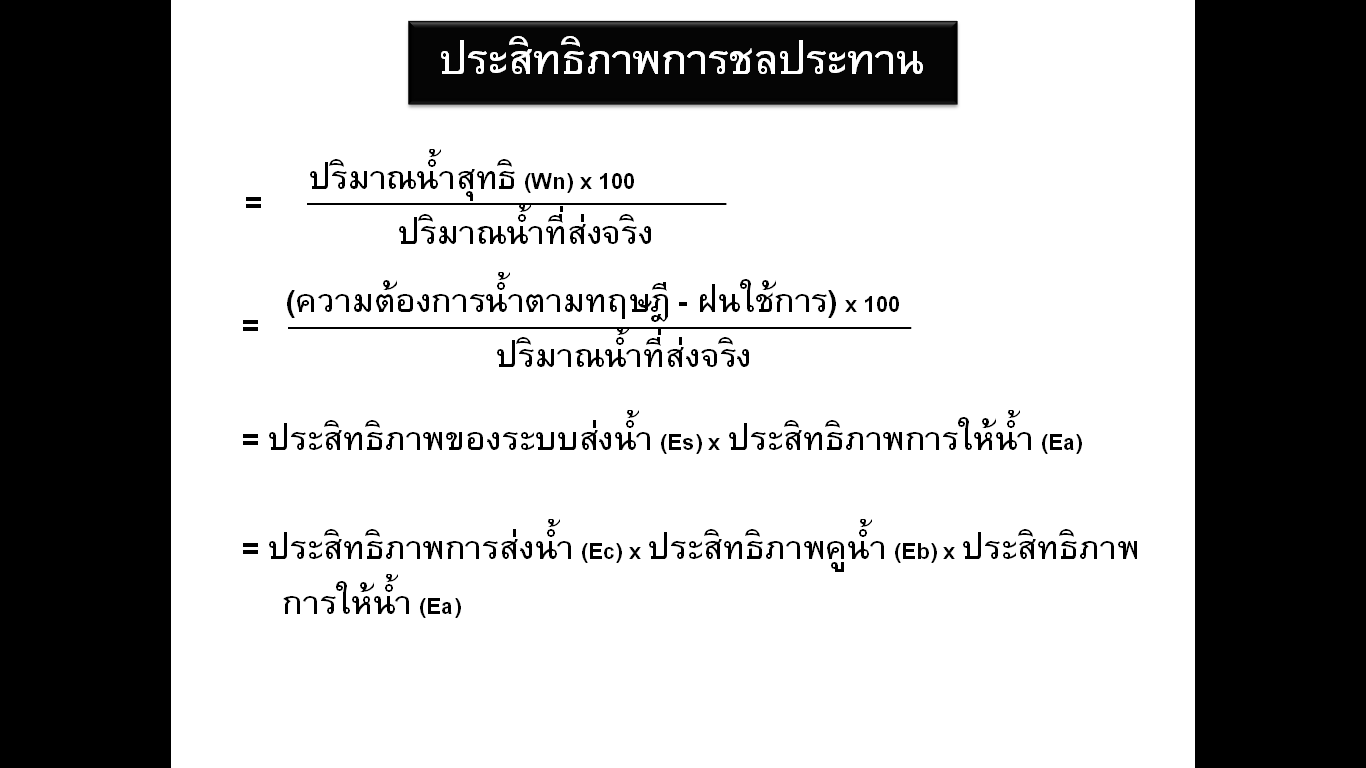 ประสิทธิภาพการชลประทาน
ปริมาณน้ำสุทธิ (Wn) x 100
=
ปริมาณน้ำที่ส่งจริง
(ความต้องการน้ำตามทฤษฎี - ฝนใช้การ) x 100
=
ปริมาณน้ำที่ส่งจริง
= ประสิทธิภาพของระบบส่งน้ำ (Es) x ประสิทธิภาพการให้น้ำ (Ea)
= ประสิทธิภาพการส่งน้ำ (Ec) x ประสิทธิภาพคูน้ำ (Eb) x ประสิทธิภาพ
การให้น้ำ (Ea)